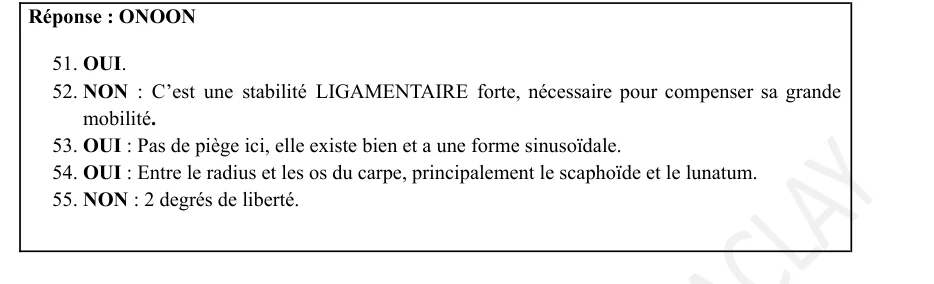 Réponse : ONOON
51. OUI.
52. NON : C’est une stabilité LIGAMENTAIRE forte, nécessaire pour compenser sa grande
mobilité.
53. OUI : Pas de piège ici, elle existe bien et a une forme sinusoïdale.
54. OUI : Entre le radius et les os du carpe, principalement le scaphoïde et le lunatum.
55. NON : 2 degrés de liberté.
ACLAY